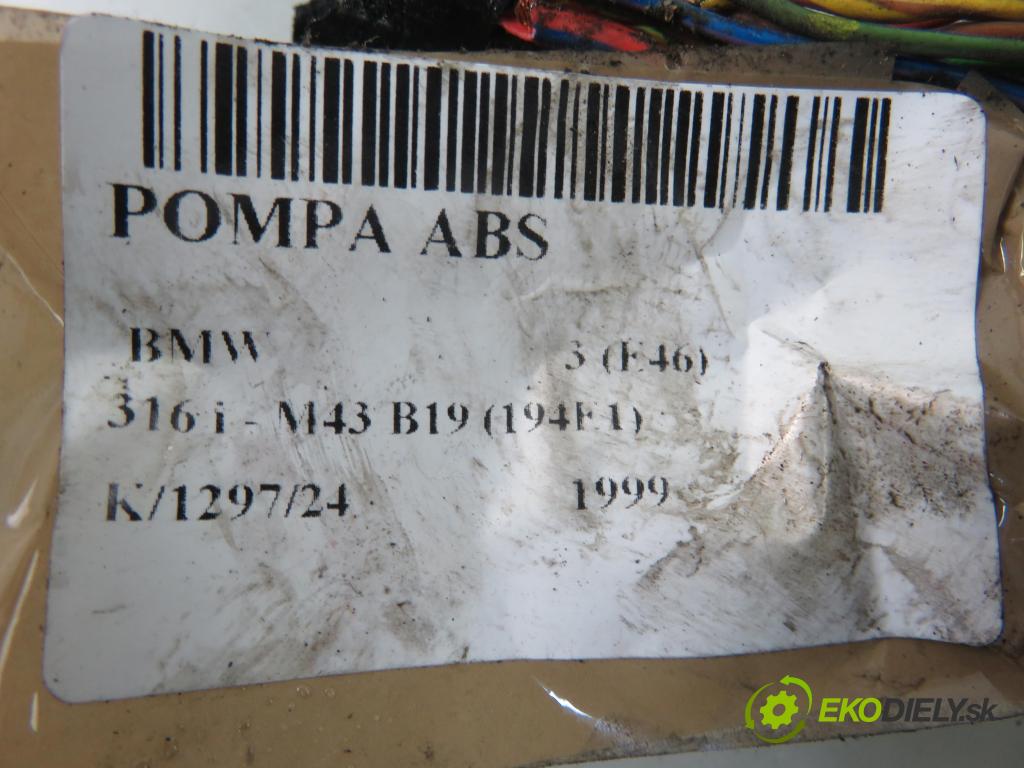 POMPA ABS
BMW 3 (E46)
316 i - M43 B19 (194E1)
K/1297/24 1999
EKODIELY.sk